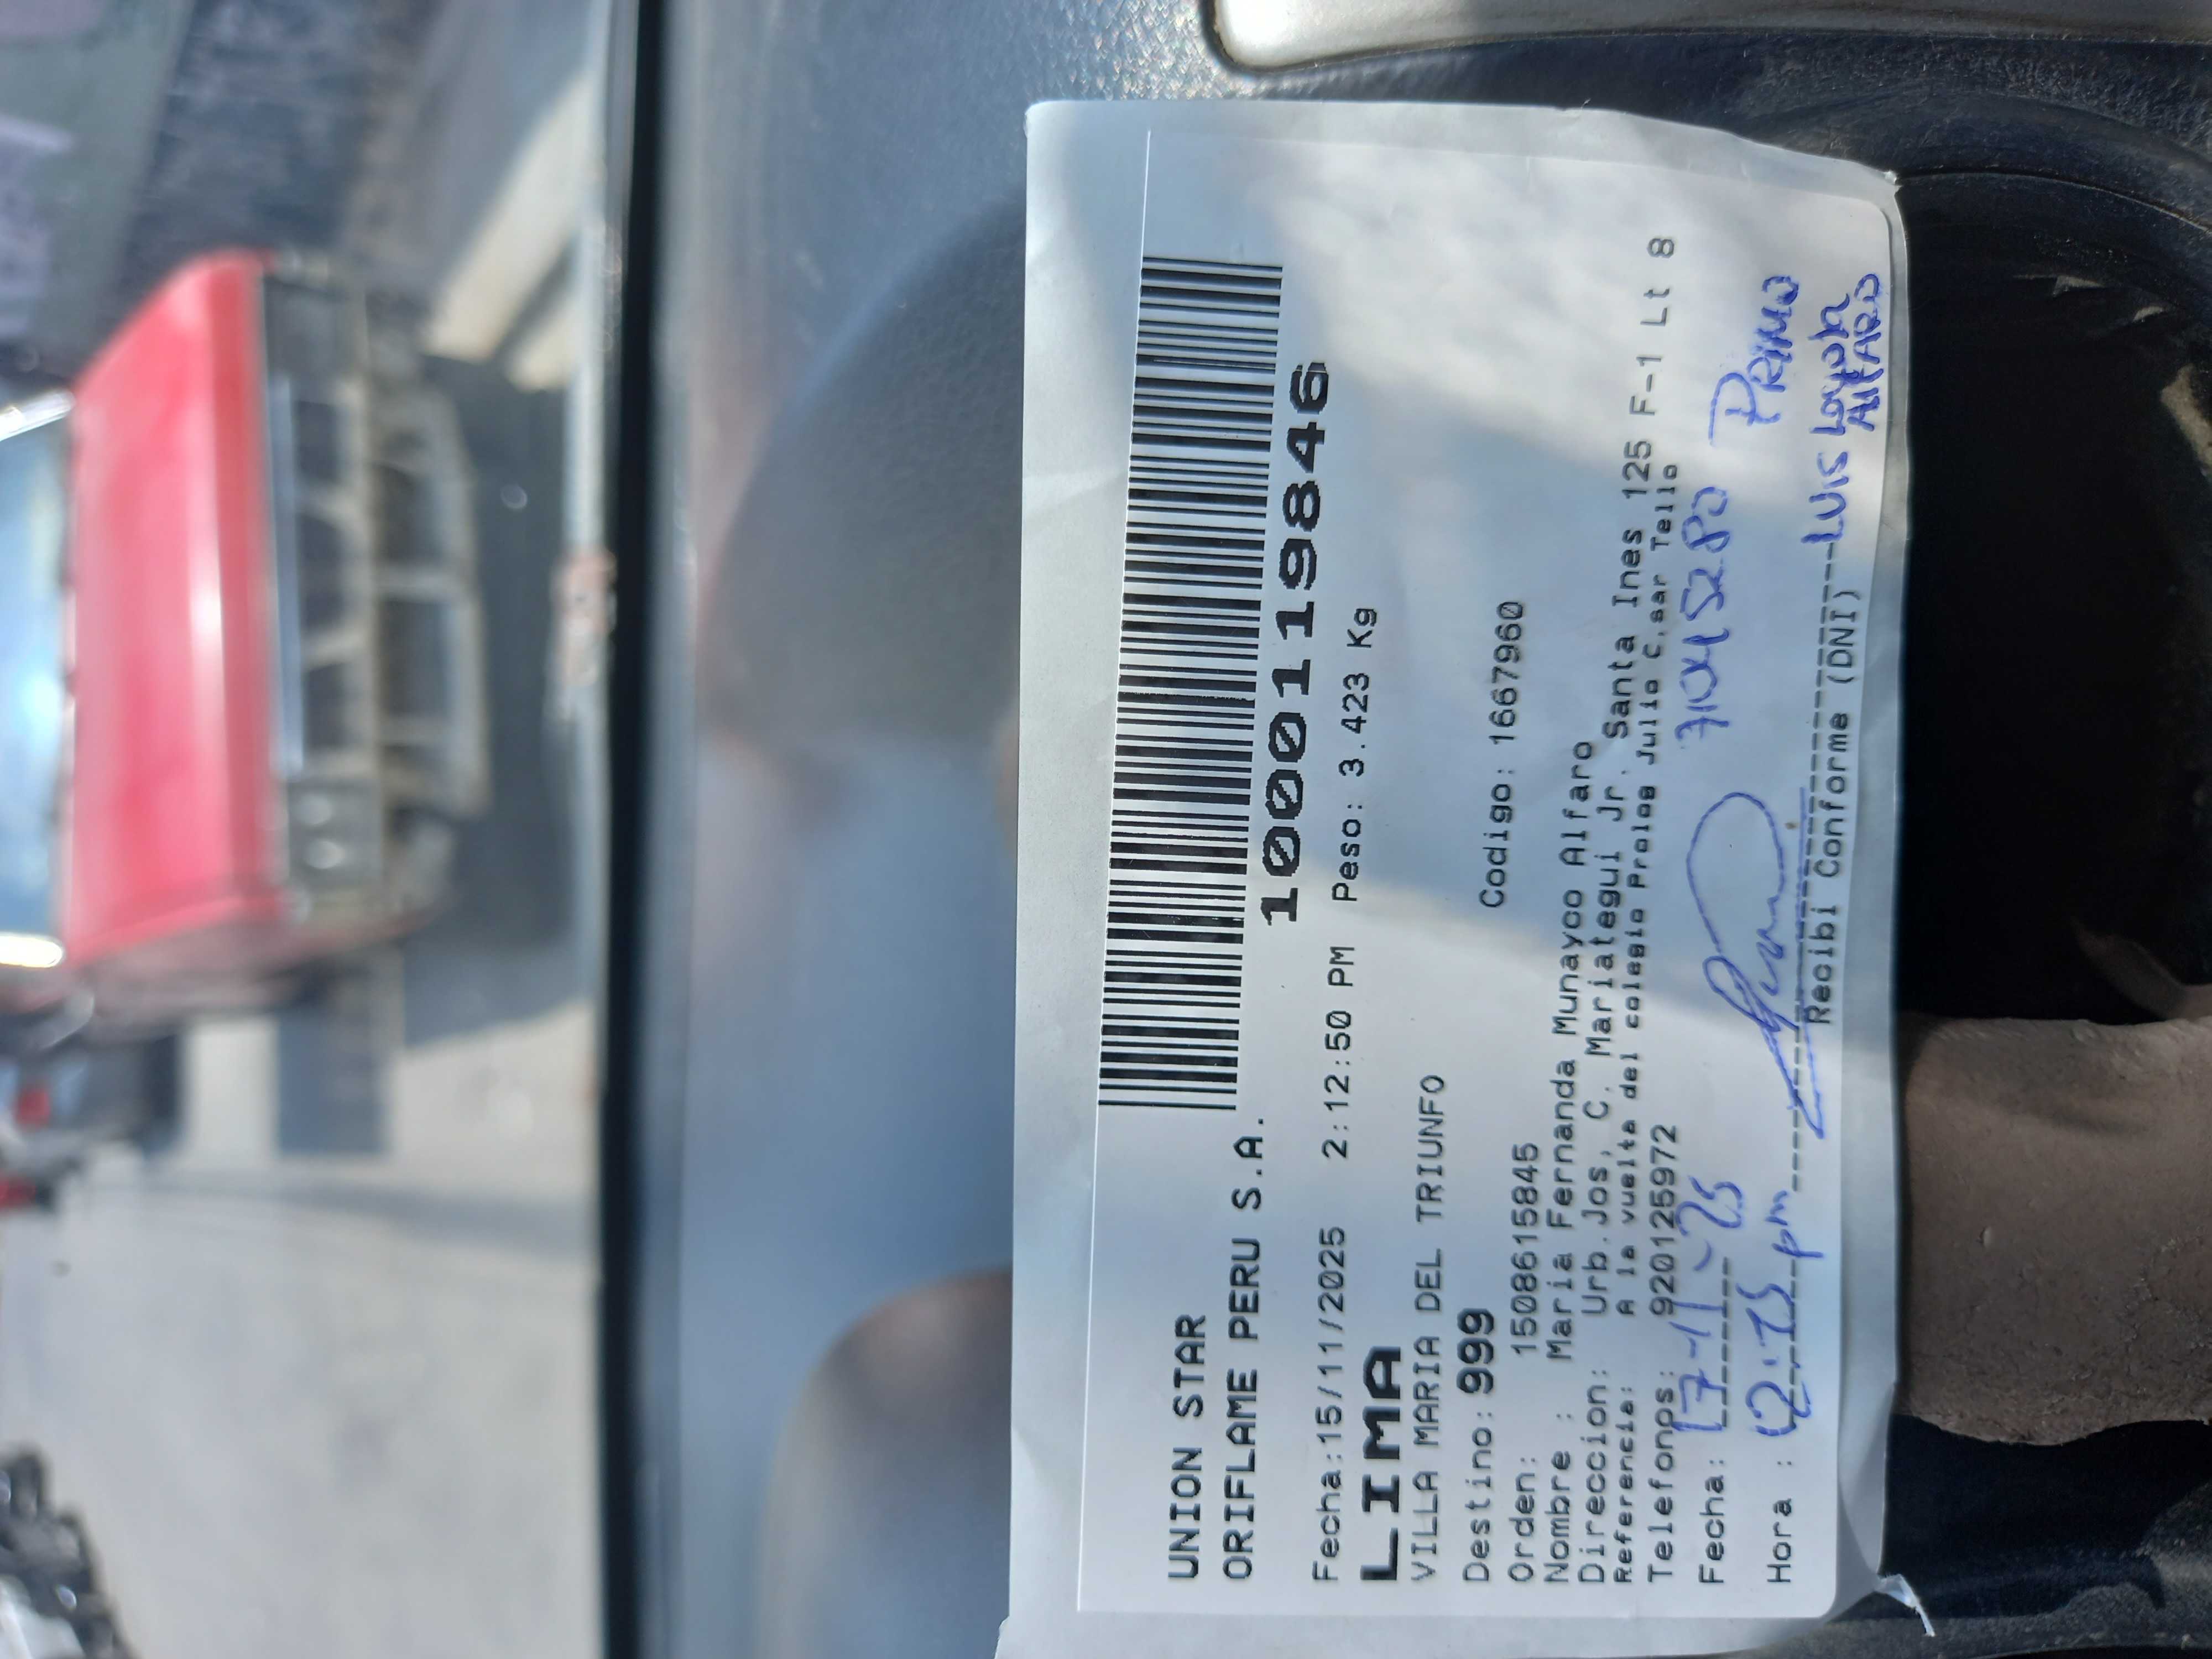 UNION STAR
ORIFLAME PERU S.A.
1000119846
Fecha:15/11/2025 2:12:50 PM Peso: 3.423 Kg
LIMA
VILLA MARIA DEL TRIUNFO
Destino: 999
Codigo: 1667960
Orden: 1508615845
Nombre : Maria Fernanda Munayco Alfaro
Direccion: Urb.Jos, C. Mariategui Jr. Santa Ines 125 F-1 Lt 8
Referencia: A la vuelta del colegio Prolog Julio C,sar Tello
Telefonos: 920125972
Fecha: 17-11-25
71045280 PRIMO
Hora : 12:15 pm
Recibi Conforme (DNI) Luis Loyola
Alfaro